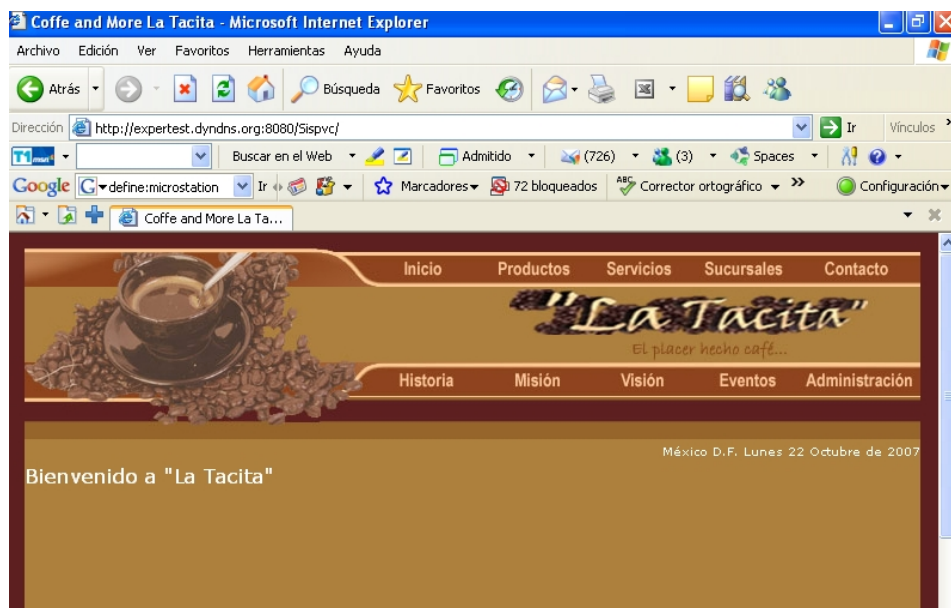 Coffe and More La Tacita - Microsoft Internet Explorer
Archivo Edición Ver Favoritos Herramientas Ayuda
Atrás Búsqueda Favoritos
Dirección http://expertest.dyndns.org:8080/Sispvc/ Ir Vínculos
T1 msn Buscar en el Web Admitido (726) (3) Spaces
Google G define:microstation Ir Marcadores 72 bloqueados ABC Corrector ortográfico Configuración
Coffe and More La Ta...
Inicio Productos Servicios Sucursales Contacto
"La Tacita"
El placer hecho café...
Historia Misión Visión Eventos Administración
México D.F. Lunes 22 Octubre de 2007
Bienvenido a "La Tacita"